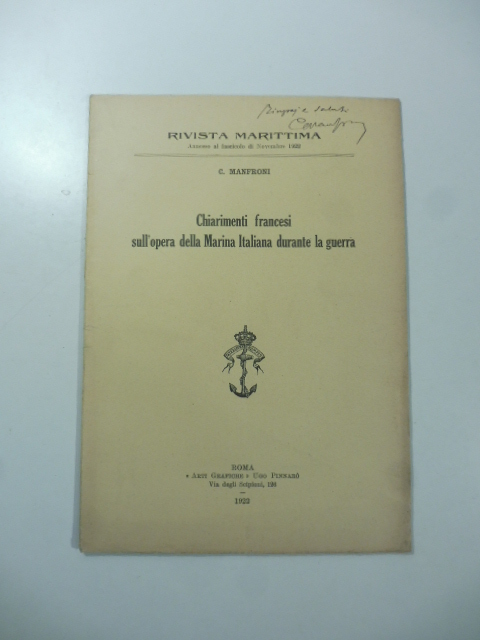 RIVISTA MARITTIMA
Annesso al fascicolo di Novembre 1922
C. MANFRONI
Chiarimenti francesi
sull'opera della Marina Italiana durante la guerra
ROMA
« ARTI GRAFICHE » UGO PINNARÒ
Via degli Scipioni,
1922